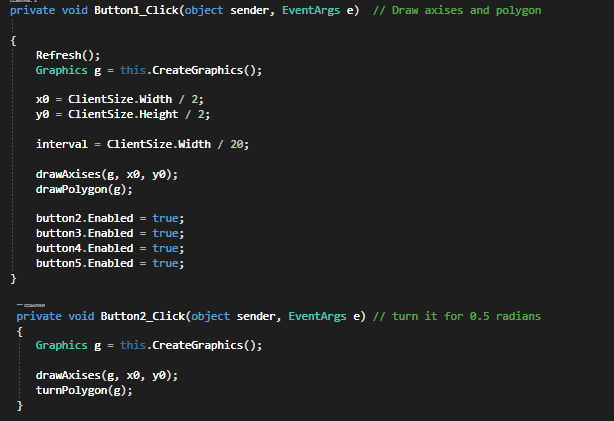 private void Button1_Click(object sender, EventArgs e)  // Draw axises and polygon
{
    Refresh();
    Graphics g = this.CreateGraphics();
    x0 = ClientSize.Width / 2;
    y0 = ClientSize.Height / 2;
    interval = ClientSize.Width / 20;
    drawAxises(g, x0, y0);
    drawPolygon(g);
    button2.Enabled = true;
    button3.Enabled = true;
    button4.Enabled = true;
    button5.Enabled = true;
}
private void Button2_Click(object sender, EventArgs e) // turn it for 0.5 radians
{
    Graphics g = this.CreateGraphics();
    drawAxises(g, x0, y0);
    turnPolygon(g);
}